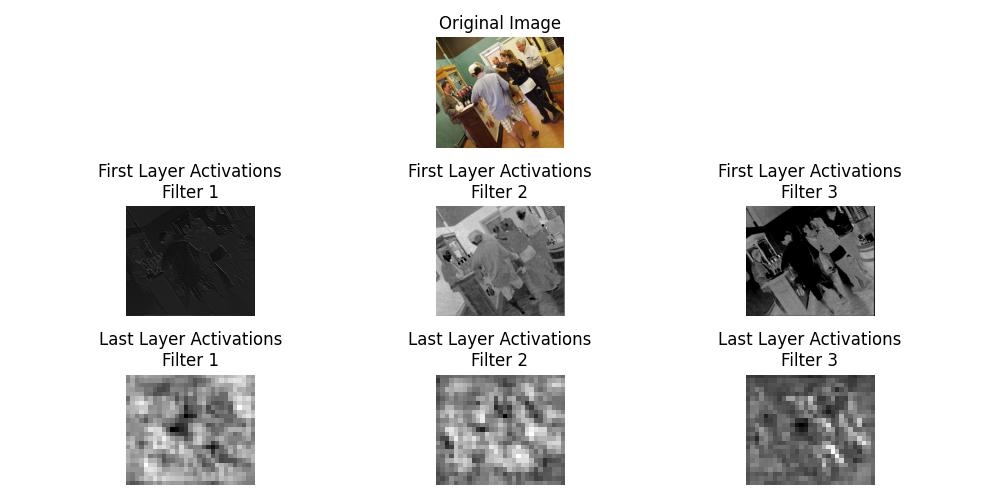 Original Image
First Layer Activations
Filter 1
First Layer Activations
Filter 2
First Layer Activations
Filter 3
Last Layer Activations
Filter 1
Last Layer Activations
Filter 2
Last Layer Activations
Filter 3